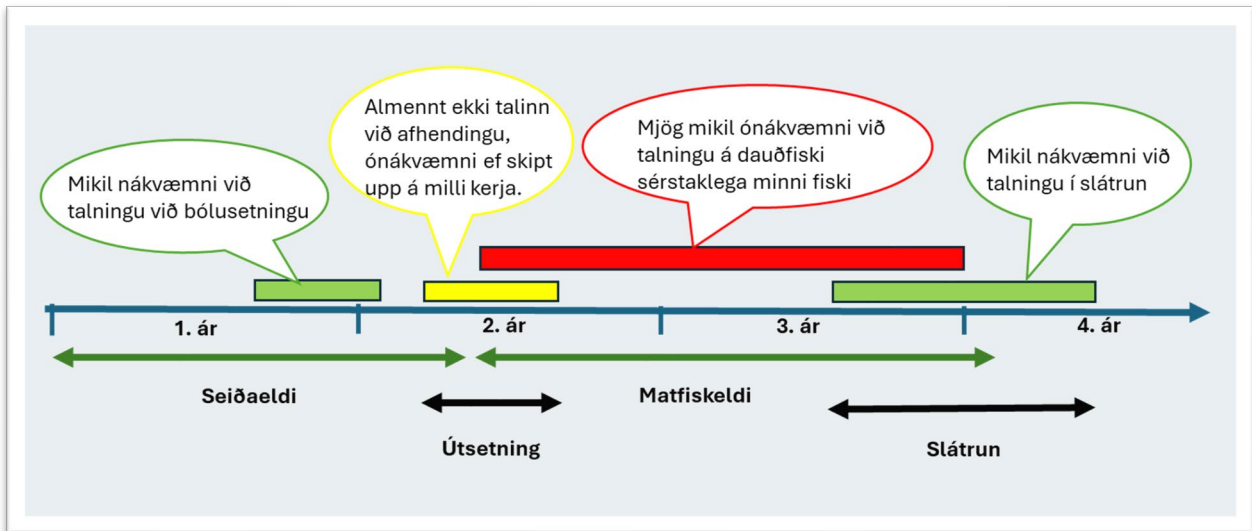 Mikil nákvæmni við
talningu við bólusetningu
Almennt ekki talinn
við afhendingu,
ónákvæmni ef skipt
upp á milli kerja.
Mjög mikil ónákvæmni við
talningu á dauðfiski
sérstaklega minni fiski
Mikil nákvæmni við
talningu í slátrun
1. ár
2. ár
3. ár
4. ár
Seiðaeldi
Matfiskeldi
Útsetning
Slátrun